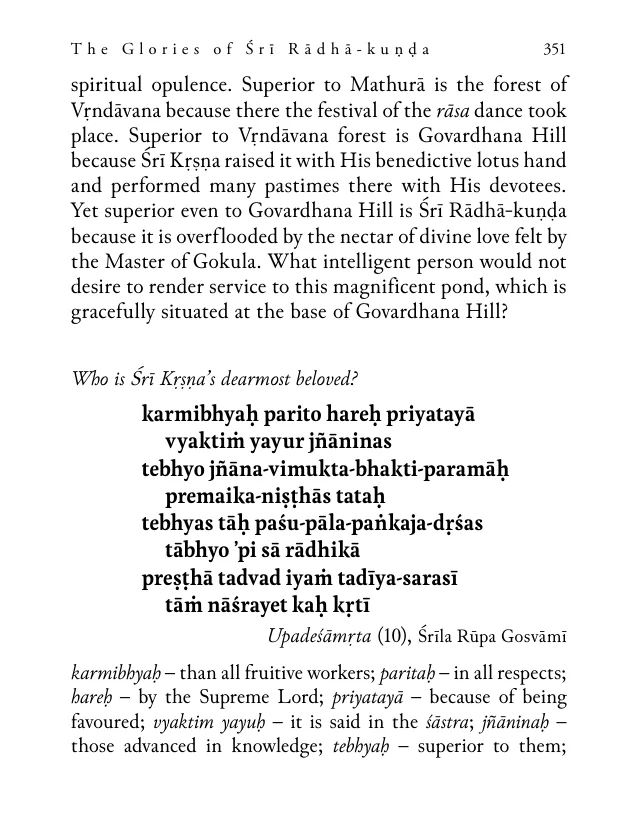 The Glories of Śrī Rādhā-kuṇḍa 351
spiritual opulence. Superior to Mathurā is the forest of
Vṛndāvana because there the festival of the rāsa dance took
place. Superior to Vṛndāvana forest is Govardhana Hill
because Śrī Kṛṣṇa raised it with His benedictive lotus hand
and performed many pastimes there with His devotees.
Yet superior even to Govardhana Hill is Śrī Rādhā-kuṇḍa
because it is overflooded by the nectar of divine love felt by
the Master of Gokula. What intelligent person would not
desire to render service to this magnificent pond, which is
gracefully situated at the base of Govardhana Hill?
Who is Śrī Kṛṣṇa’s dearmost beloved?
karmibhyaḥ parito hareḥ priyatayā
vyaktiṁ yayur jñāninas
tebhyo jñāna-vimukta-bhakti-paramāḥ
premaika-niṣṭhās tataḥ
tebhyas tāḥ paśu-pāla-paṅkaja-dṛśas
tābhyo ’pi sā rādhikā
preṣṭhā tadvad iyaṁ tadīya-sarasī
tāṁ nāśrayet kaḥ kṛtī
Upadeśāmṛta (10), Śrīla Rūpa Gosvāmī
karmibhyaḥ – than all fruitive workers; paritaḥ – in all respects;
hareḥ – by the Supreme Lord; priyatayā – because of being
favoured; vyaktim yayuḥ – it is said in the śāstra; jñāninaḥ –
those advanced in knowledge; tebhyaḥ – superior to them;